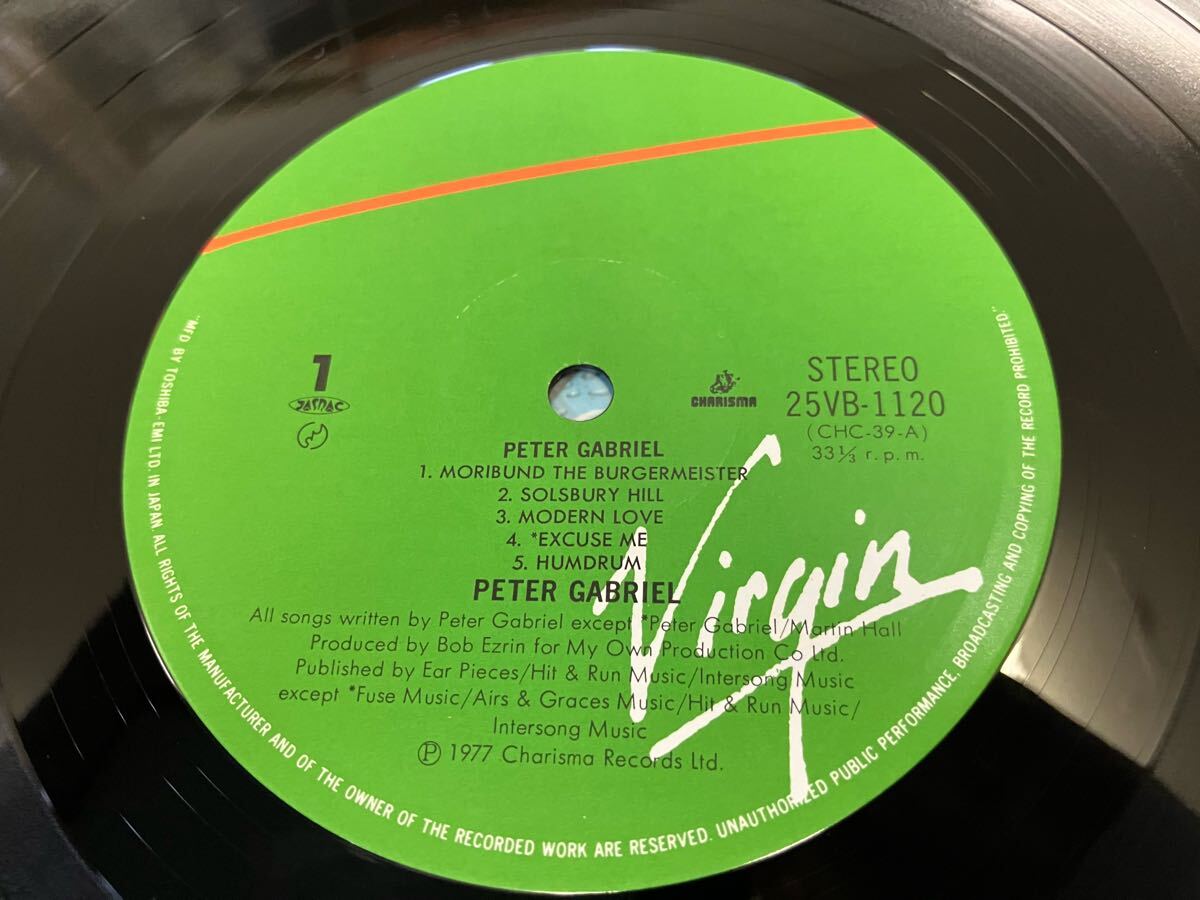 1
JASRAC
CHARISMA
STEREO
25VB-1120
(CHC-39-A)
33⅓ r.p.m.
PETER GABRIEL
1. MORIBUND THE BURGERMEISTER
2. SOLSBURY HILL
3. MODERN LOVE
4. *EXCUSE ME
5. HUMDRUM
PETER GABRIEL
Virgin
All songs written by Peter Gabriel except *Peter Gabriel/Martin Hall
Produced by Bob Ezrin for My Own Production Co Ltd.
Published by Ear Pieces/Hit & Run Music/Intersong Music
except *Fuse Music/Airs & Graces Music/Hit & Run Music/
Intersong Music
Ⓟ 1977 Charisma Records Ltd.
"MFD BY TOSHIBA-EMI LTD. IN JAPAN ALL RIGHTS OF THE MANUFACTURER AND OF THE OWNER OF THE RECORDED WORK ARE RESERVED. UNAUTHORIZED PUBLIC PERFORMANCE, BROADCASTING AND COPYING OF THE RECORD PROHIBITED."